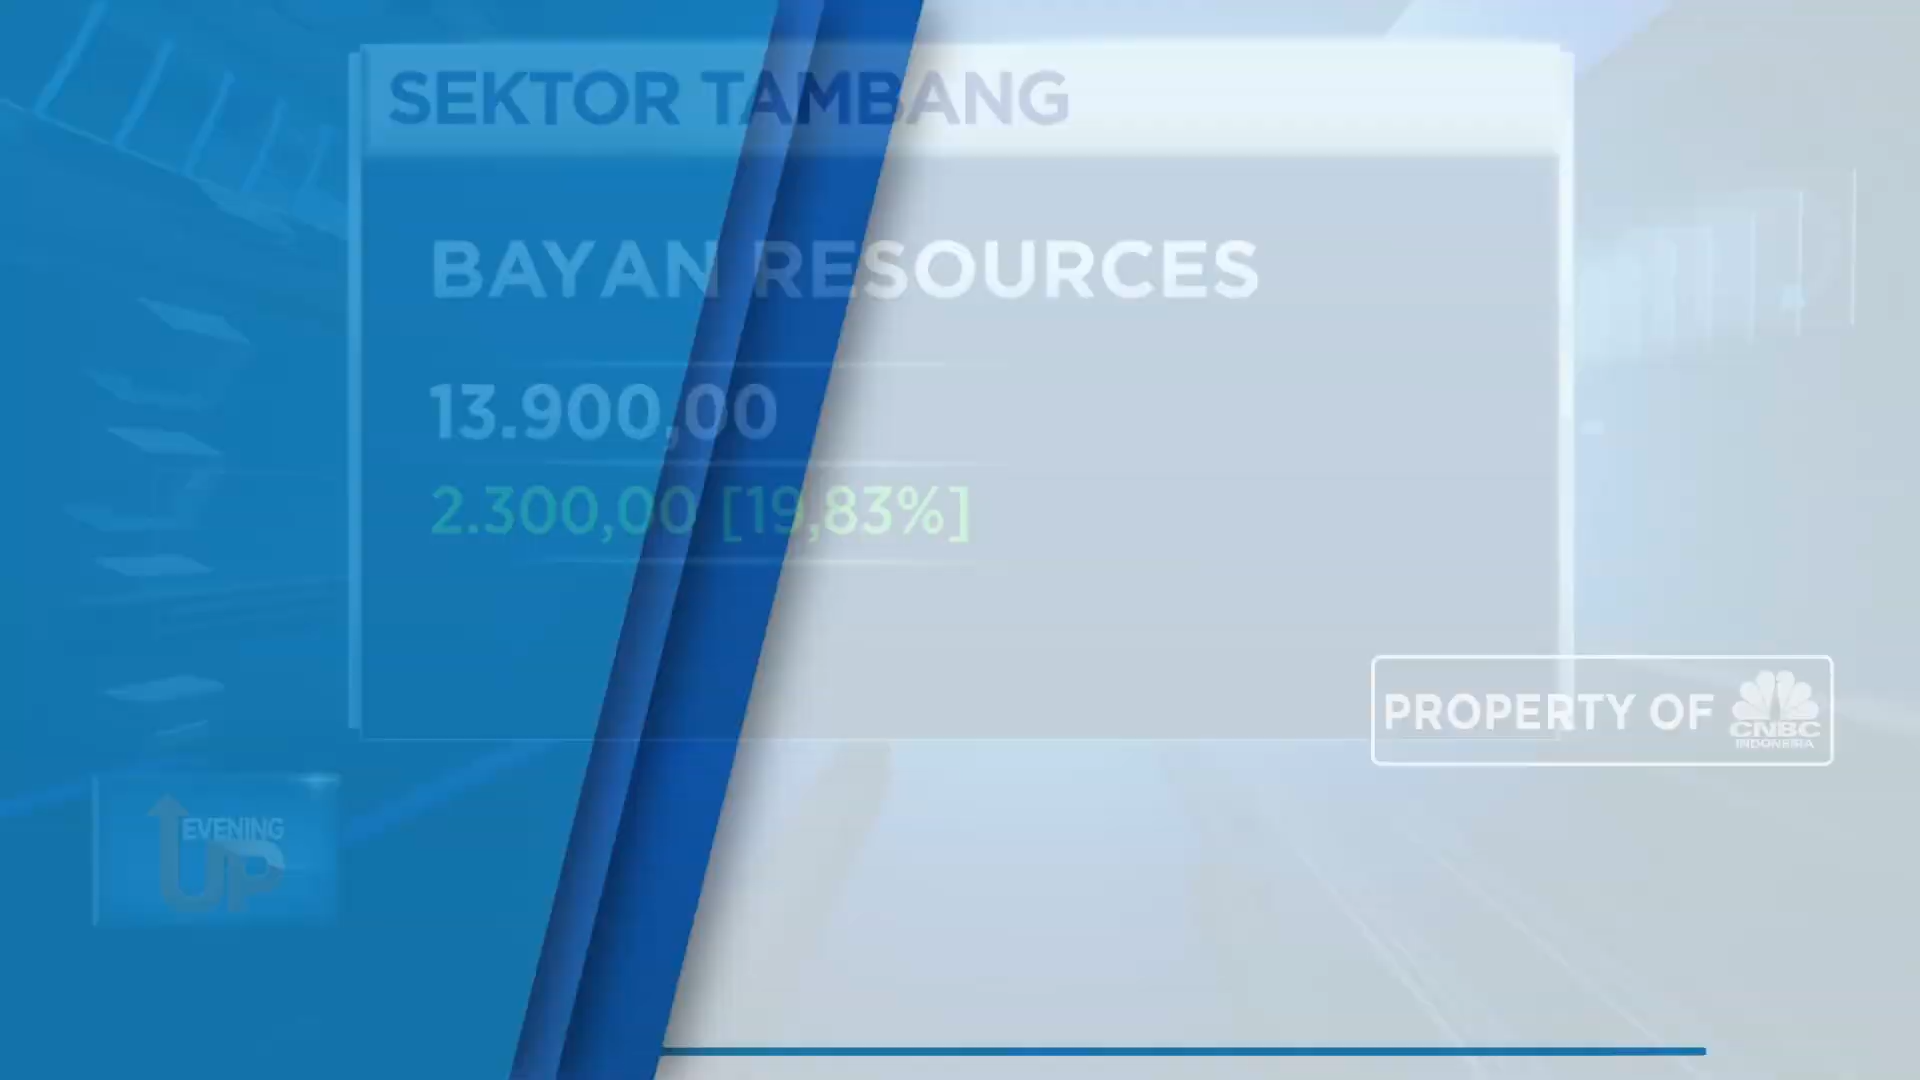 SEKTOR TAMBANG
BAYAN RESOURCES
13.900,00
2.300,00 [19,83%]
PROPERTY OF
CNBC
INDONESIA
EVENING
UP